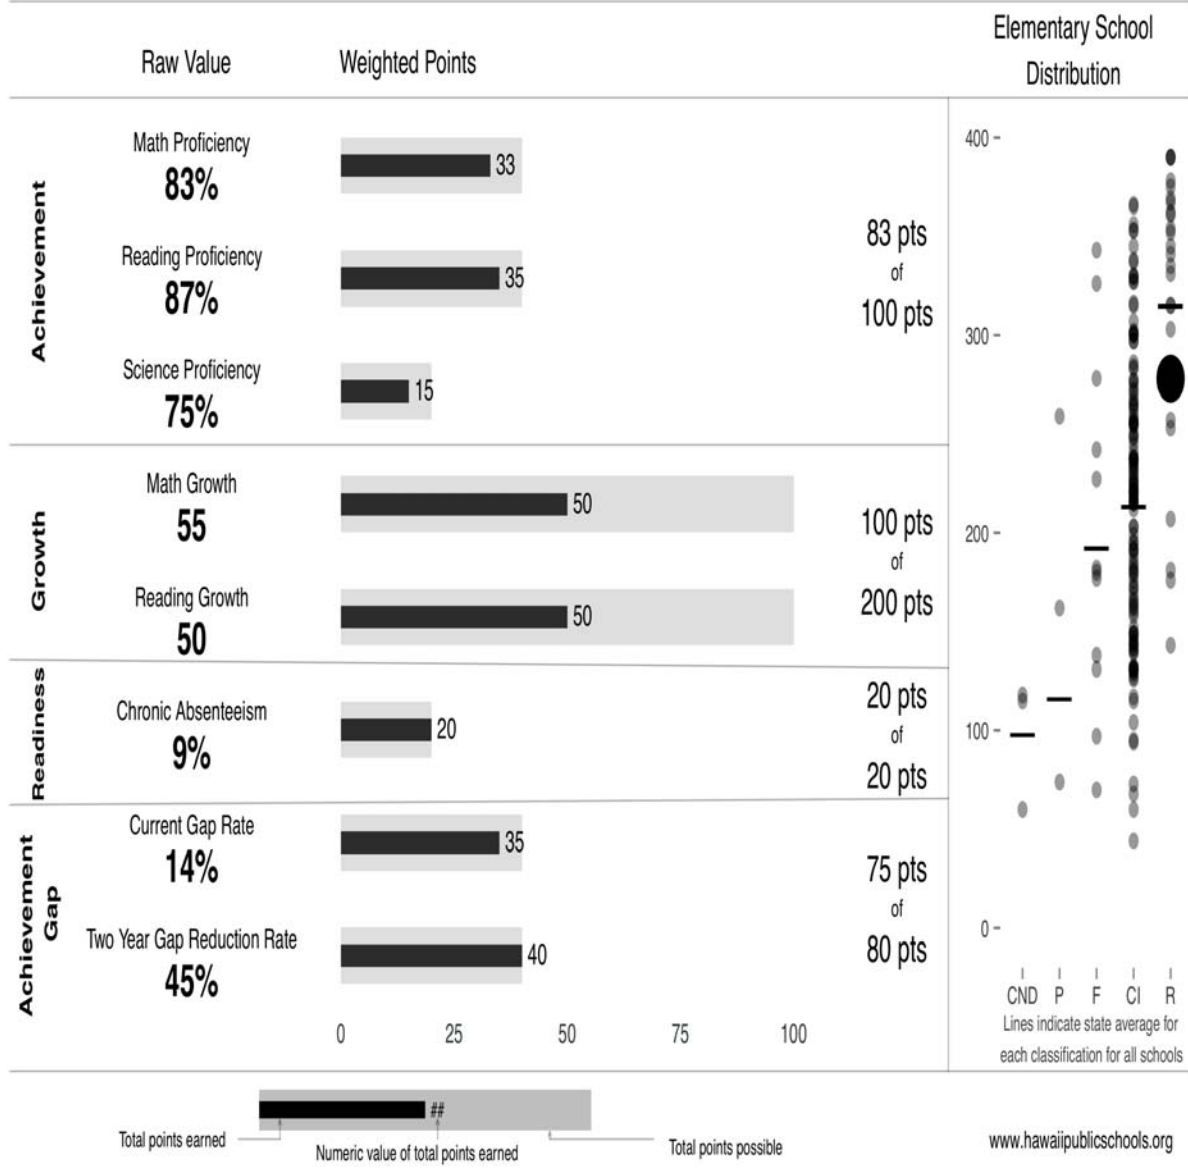 Raw Value
Weighted Points
Elementary School
Distribution
Achievement
Math Proficiency
83%
33
Reading Proficiency
87%
35
Science Proficiency
75%
15
83 pts
of
100 pts
Growth
Math Growth
55
50
Reading Growth
50
50
100 pts
of
200 pts
Readiness
Chronic Absenteeism
9%
20
20 pts
of
20 pts
Achievement
Gap
Current Gap Rate
14%
35
Two Year Gap Reduction Rate
45%
40
75 pts
of
80 pts
0 25 50 75 100
400
300
200
100
0
CND P F CI R
Lines indicate state average for
each classification for all schools
##
Total points earned
Numeric value of total points earned
Total points possible
www.hawaiipublicschools.org